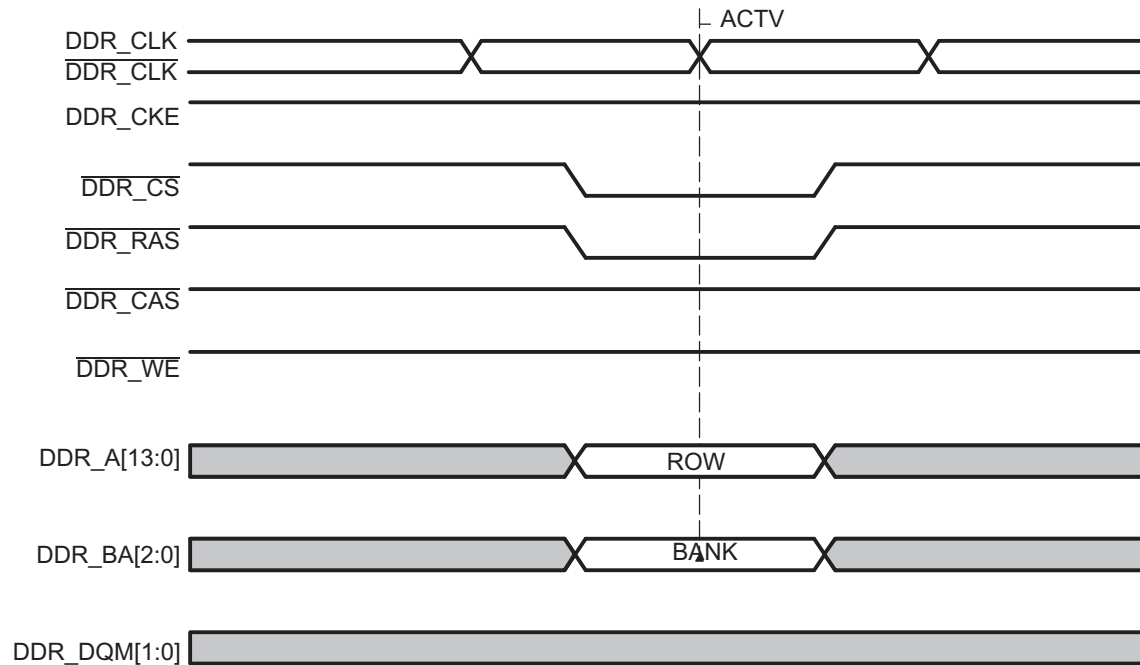 ACTV
DDR_CLK
DDR_CLK
DDR_CKE
DDR_CS
DDR_RAS
DDR_CAS
DDR_WE
DDR_A[13:0]
ROW
DDR_BA[2:0]
BANK
DDR_DQM[1:0]